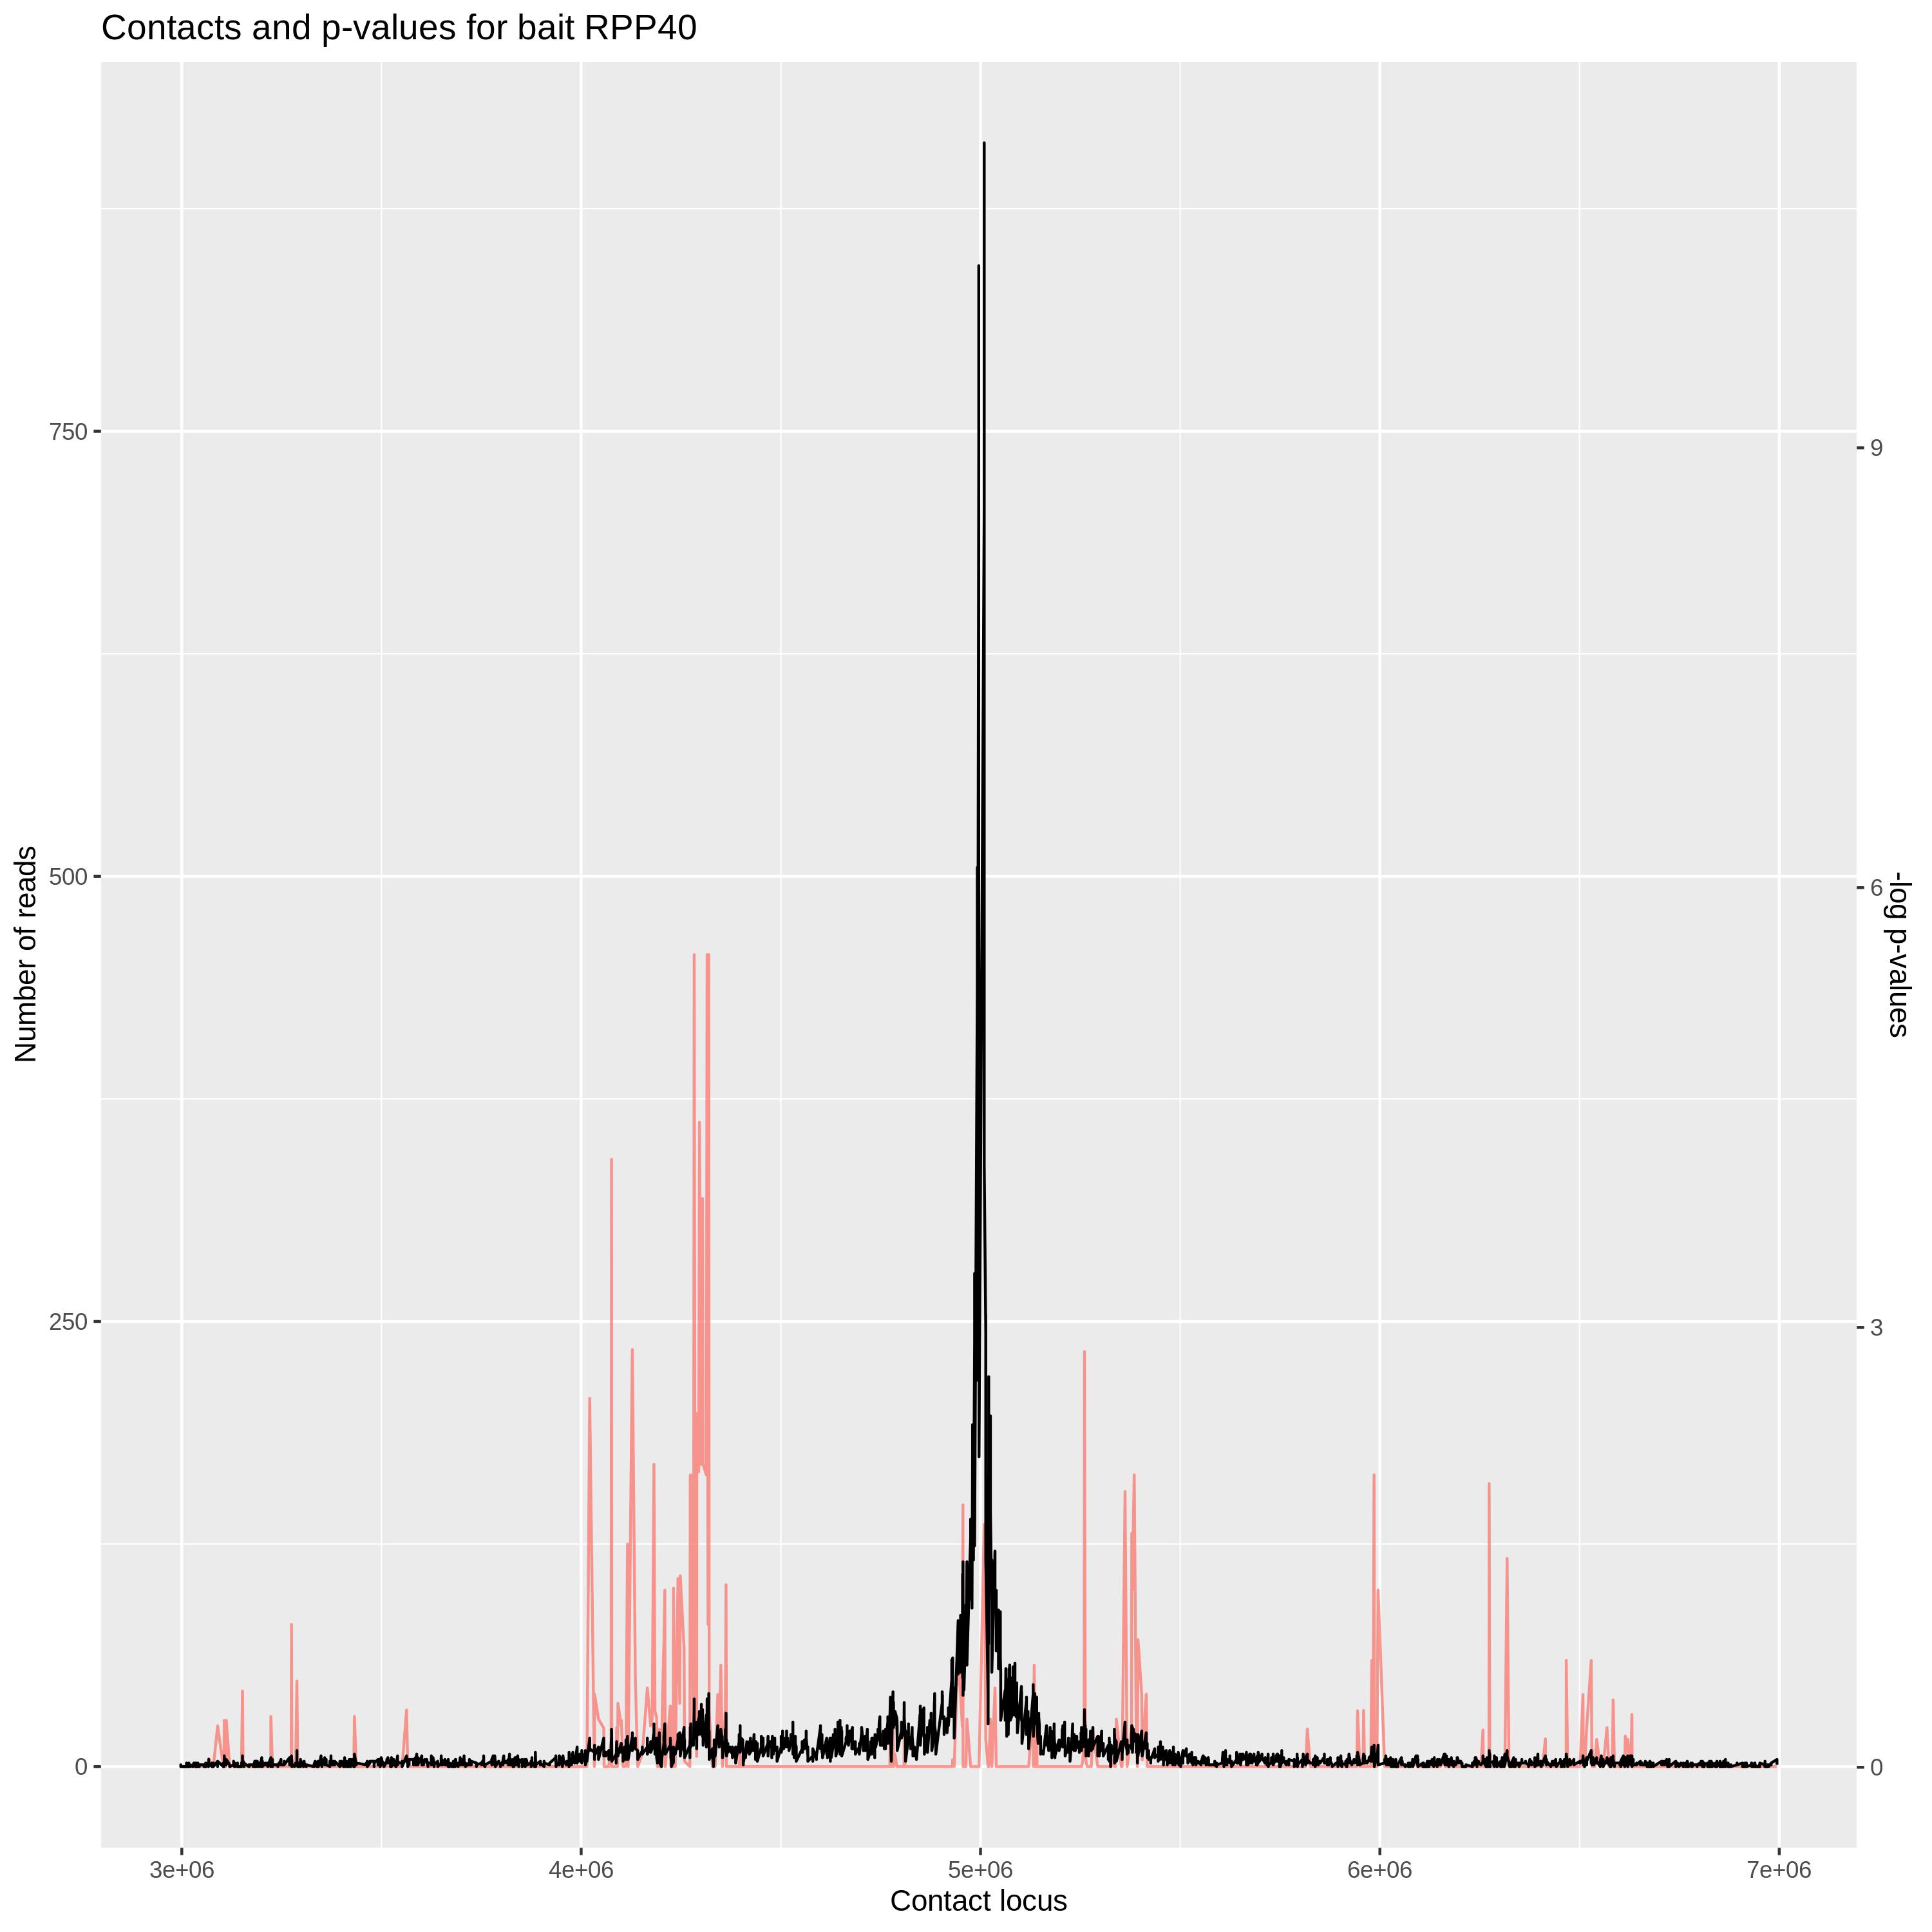 Contacts and p-values for bait RPP40
750
500
250
0
9
6
3
0
Number of reads
-log p-values
3e+06
4e+06
5e+06
6e+06
7e+06
Contact locus